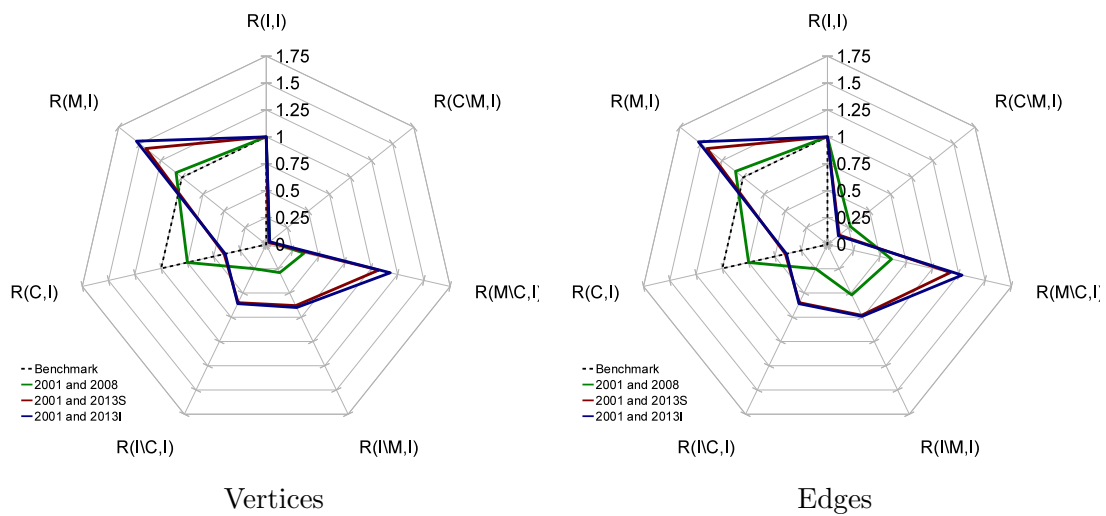 R(I,I)
1.75
R(M,I)
R(C\M,I)
1.5
1.25
1
0.75
0.5
0.25
0
R(C,I)
R(M\C,I)
Benchmark
2001 and 2008
2001 and 2013S
2001 and 2013I
R(I\C,I)
R(I\M,I)
Vertices
R(I,I)
1.75
R(M,I)
R(C\M,I)
1.5
1.25
1
0.75
0.5
0.25
0
R(C,I)
R(M\C,I)
Benchmark
2001 and 2008
2001 and 2013S
2001 and 2013I
R(I\C,I)
R(I\M,I)
Edges